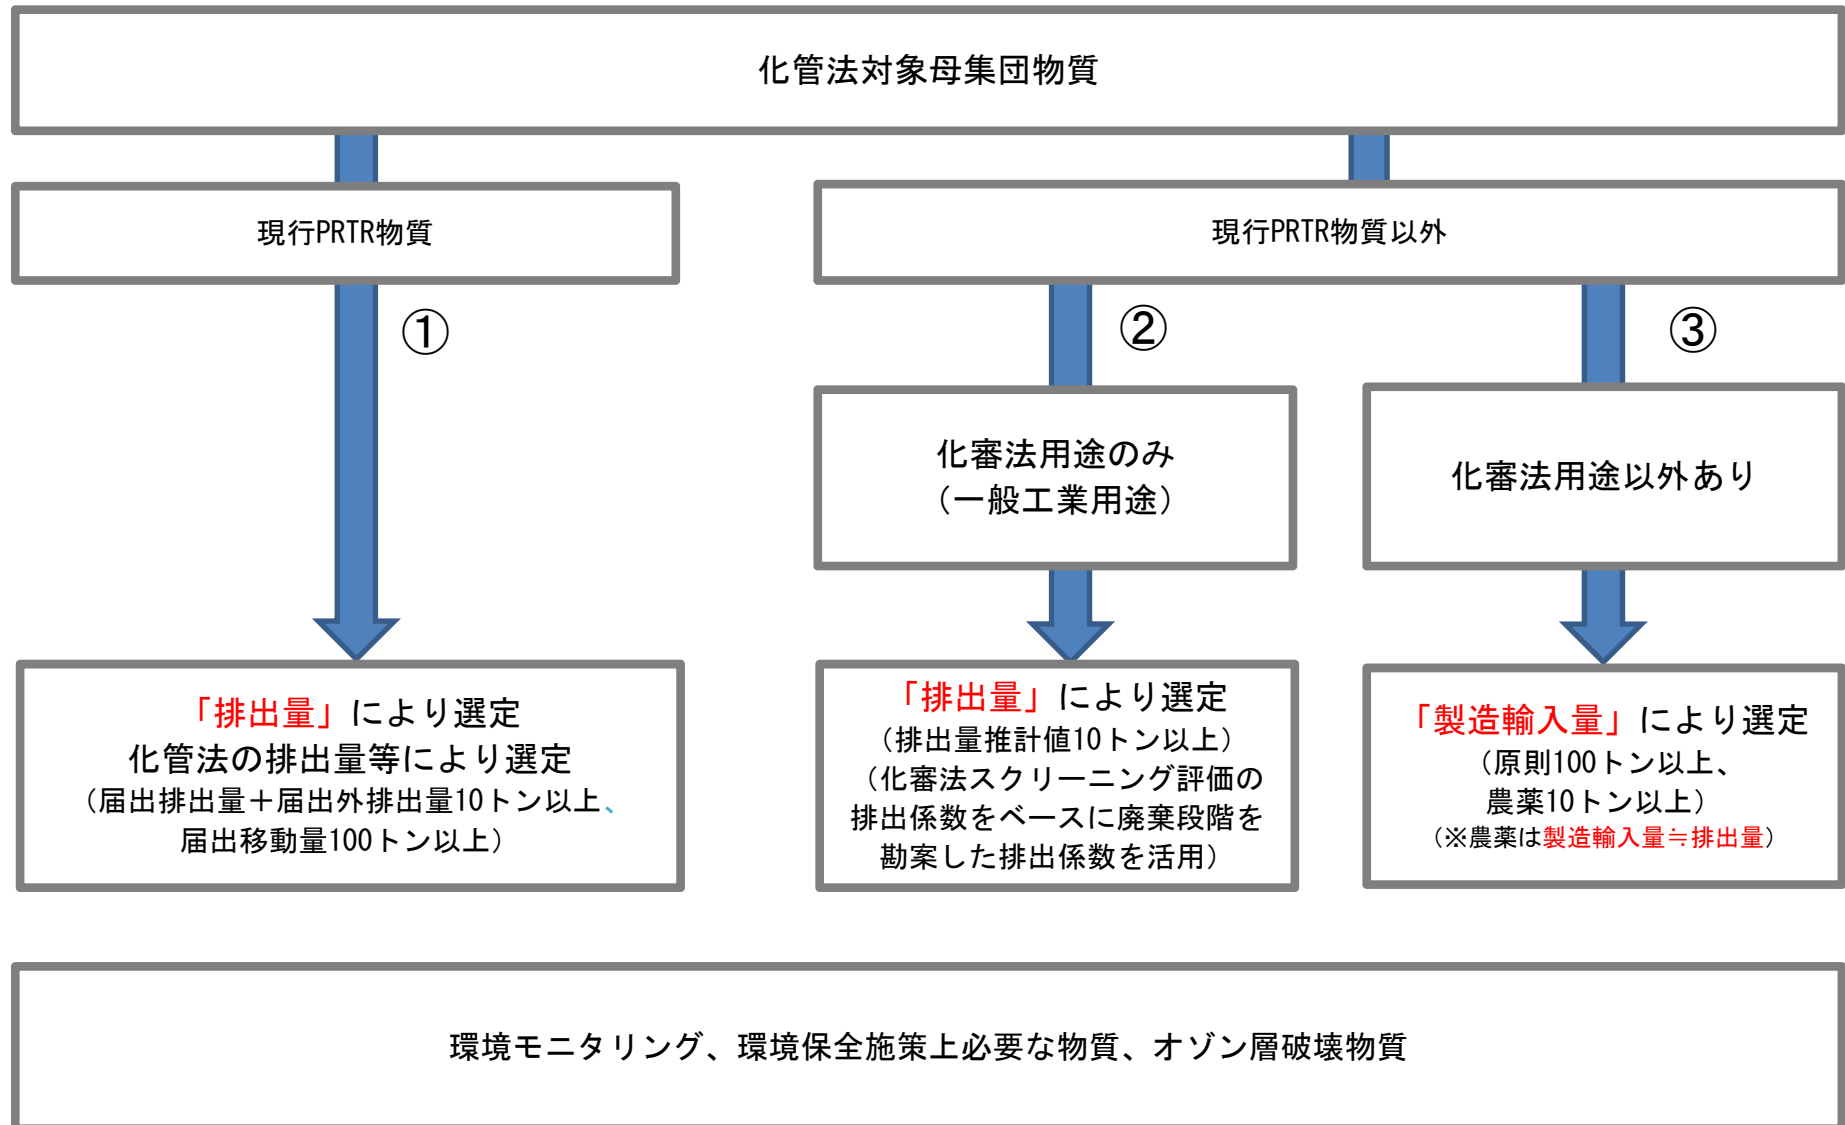 化管法対象母集団物質
現行PRTR物質
現行PRTR物質以外
①
②
③
化審法用途のみ
（一般工業用途）
化審法用途以外あり
「排出量」により選定
化管法の排出量等により選定
（届出排出量＋届出外排出量10トン以上、
届出移動量100トン以上）
「排出量」により選定
（排出量推計値10トン以上）
（化審法スクリーニング評価の
排出係数をベースに廃棄段階を
勘案した排出係数を活用）
「製造輸入量」により選定
（原則100トン以上、
農薬10トン以上）
（※農薬は製造輸入量≒排出量）
環境モニタリング、環境保全施策上必要な物質、オゾン層破壊物質